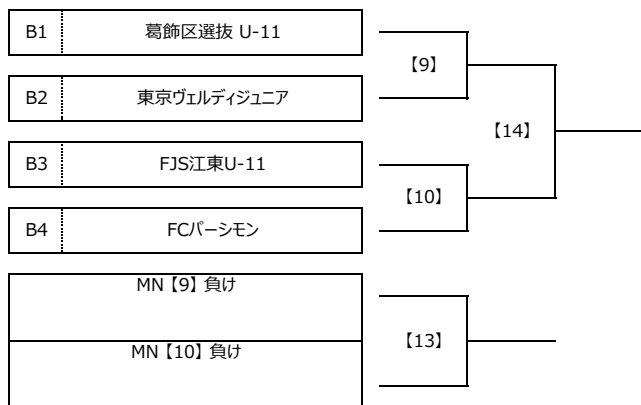 B1 葛飾区選抜 U-11
【9】
B2 東京ヴェルディジュニア
【14】
B3 FJS江東U-11
【10】
B4 FCパーシモン
MN【9】負け
【13】
MN【10】負け